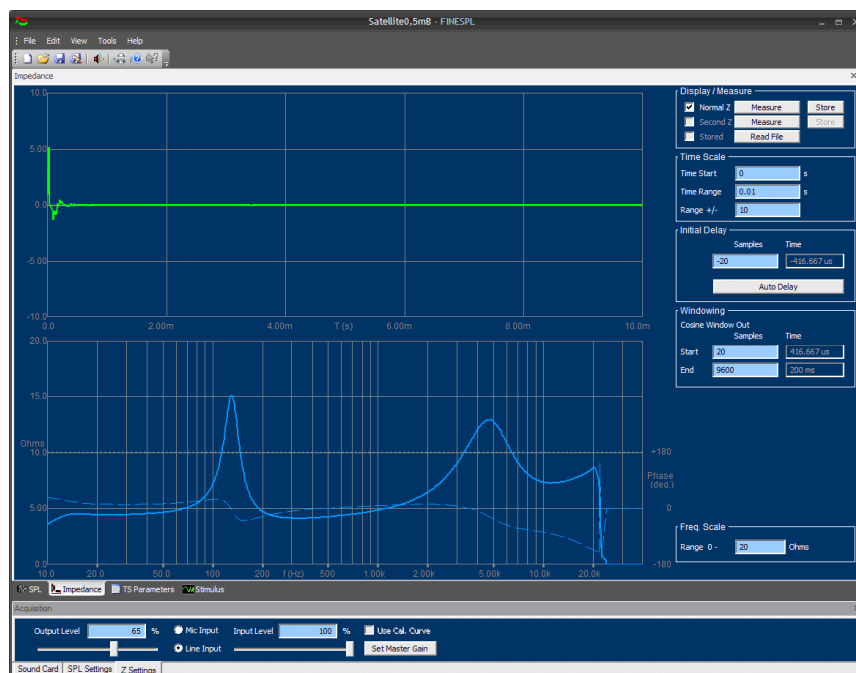 Satellite0,5mB - FINESPL
File Edit View Tools Help
Impedance
10.0
5.00
0.0
-5.00
-10.0
0.0 2.00m 4.00m T (s) 6.00m 8.00m 10.0m
20.0
15.0
Ohms
10.0
5.00
0.0
+180
Phase
(deg.)
0
-180
10.0 20.0 50.0 100 200 f (Hz) 500 1.00k 2.00k 5.00k 10.0k 20.0k
Display / Measure
Normal Z Measure Store
Second Z Measure Store
Stored Read File
Time Scale
Time Start 0 s
Time Range 0.01 s
Range +/- 10
Initial Delay
Samples Time
-20 -416.667 us
Auto Delay
Windowing
Cosine Window Out
Samples Time
Start 20 416.667 us
End 9600 200 ms
Freq. Scale
Range 0 - 20 Ohms
SPL Impedance TS Parameters Stimulus
Acquisition
Output Level 65 % Mic Input Input Level 100 % Use Cal. Curve
Line Input Set Master Gain
Sound Card SPL Settings Z Settings